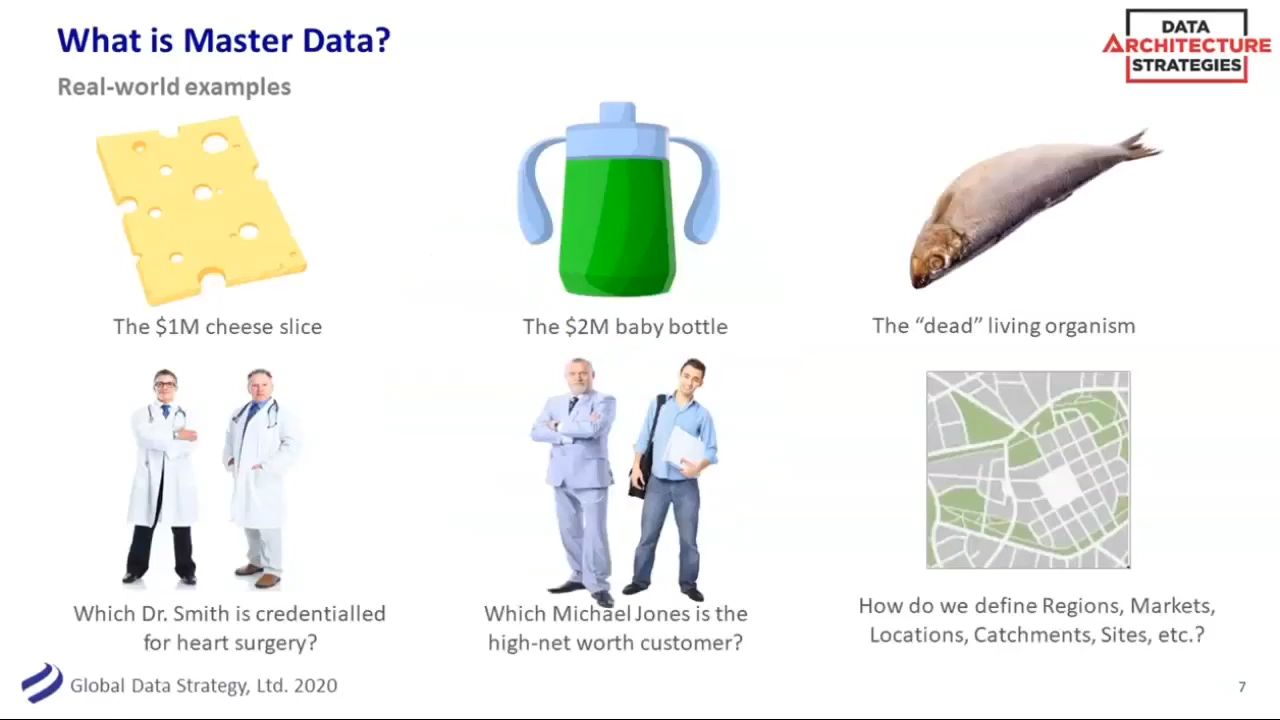 What is Master Data?
DATA
ARCHITECTURE
STRATEGIES
Real-world examples
The $1M cheese slice
The $2M baby bottle
The “dead” living organism
Which Dr. Smith is credentialled
for heart surgery?
Which Michael Jones is the
high-net worth customer?
How do we define Regions, Markets,
Locations, Catchments, Sites, etc.?
Global Data Strategy, Ltd. 2020
7